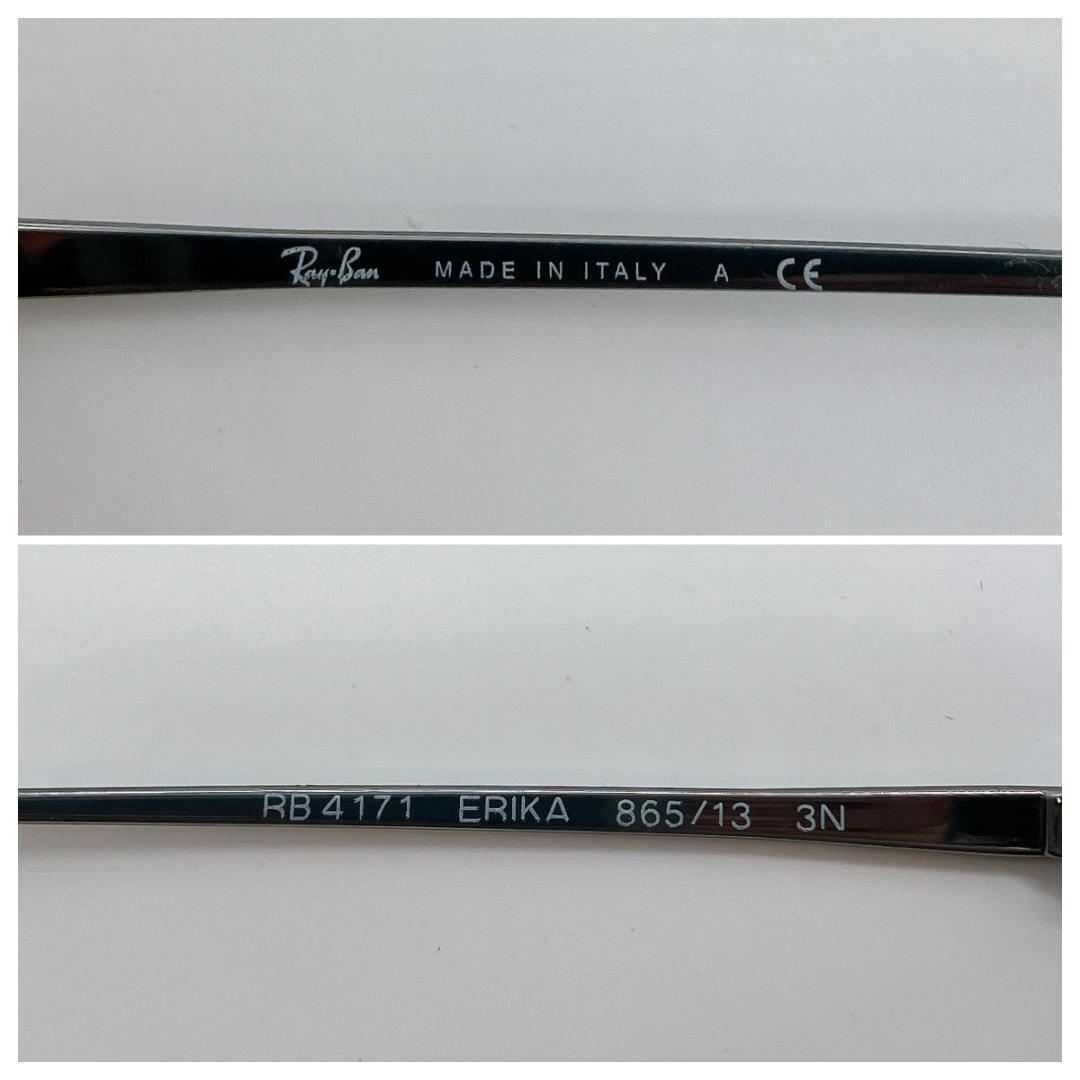 Ray-Ban MADE IN ITALY A CE
RB 4171 ERIKA 865/13 3N